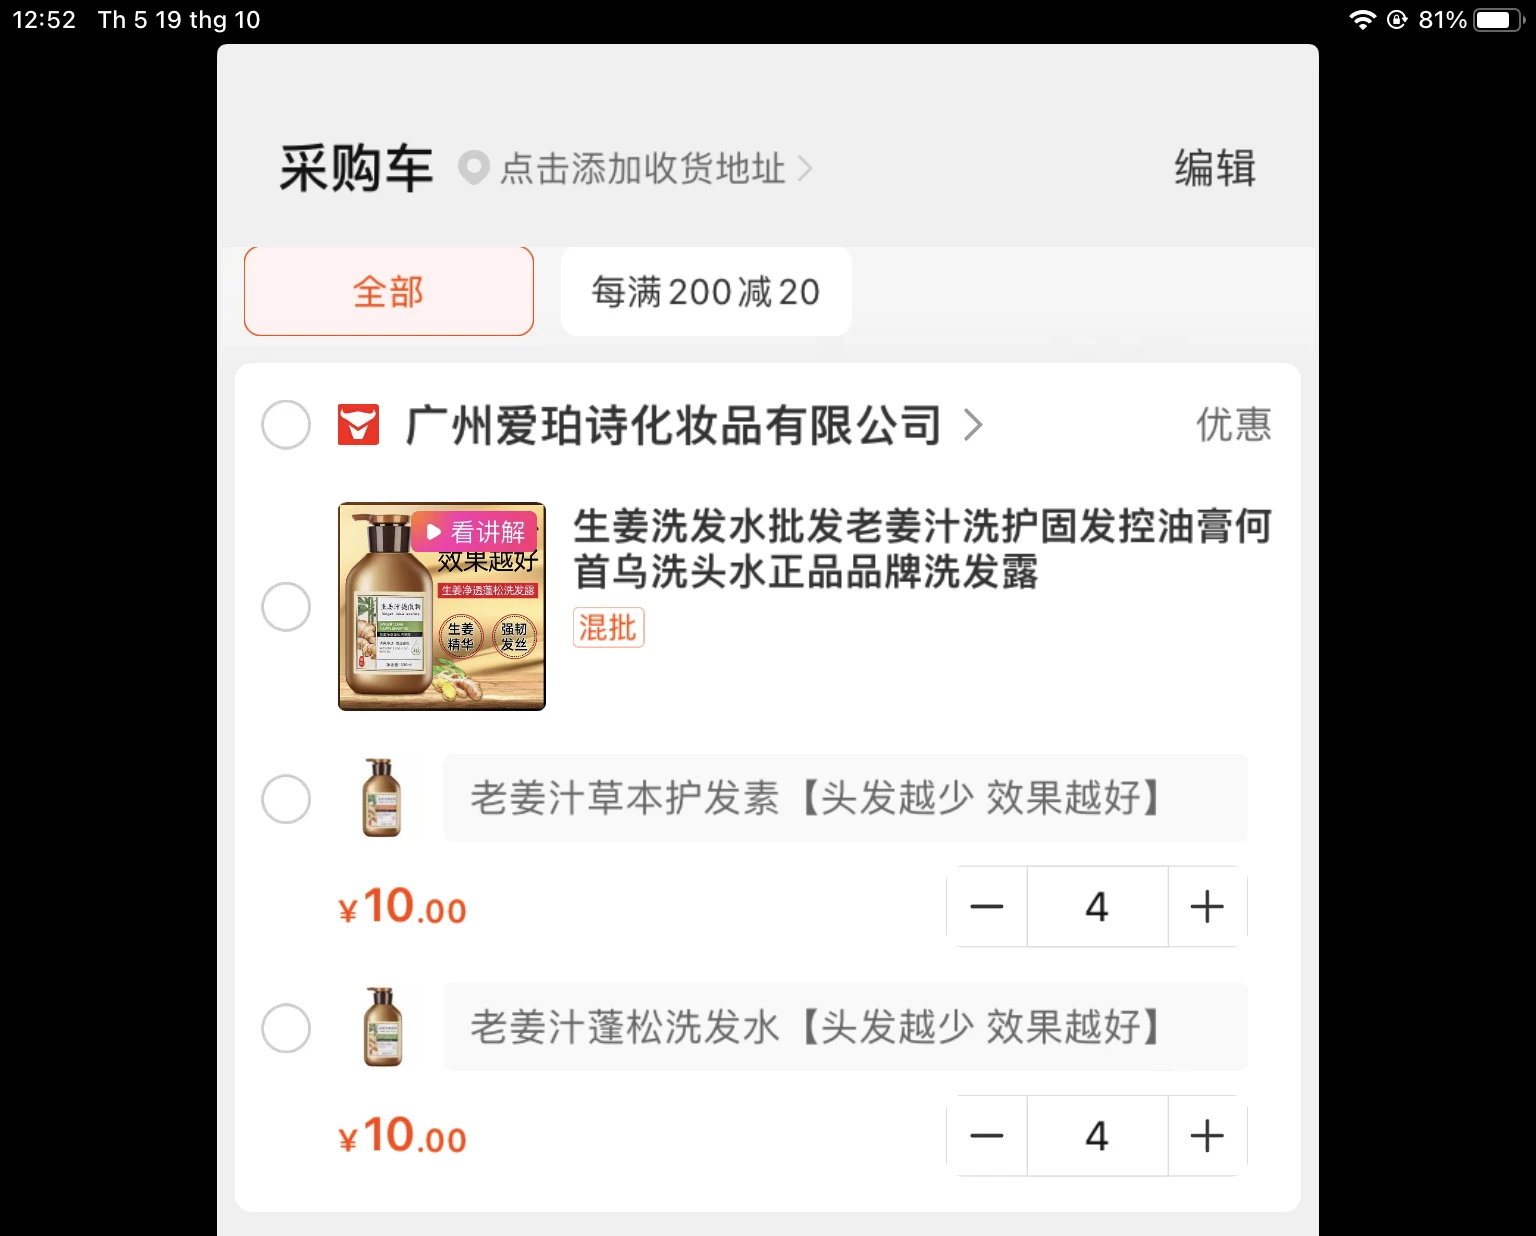 12:52 Th 5 19 thg 10
81%
采购车 点击添加收货地址
编辑
全部
每满200减20
广州爱珀诗化妆品有限公司
优惠
看讲解
效果越好
生姜净透蓬松洗发露
生姜
精华
强韧
发丝
生姜洗发水批发老姜汁洗护固发控油膏何
首乌洗头水正品品牌洗发露
混批
老姜汁草本护发素【头发越少 效果越好】
¥10.00
4
老姜汁蓬松洗发水【头发越少 效果越好】
¥10.00
4